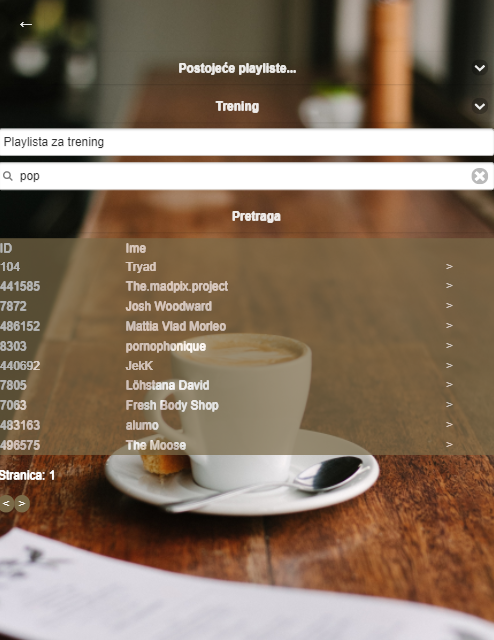 ←
Postojeće playliste...
Trening
Playlista za trening
pop
Pretraga
ID Ime
104 Tryad >
441585 The.madpix.project >
7872 Josh Woodward >
486152 Mattia Vlad Morleo >
8303 pornophonique >
440692 JekK >
7805 Löhstana David >
7063 Fresh Body Shop >
483163 alumo >
496575 The Moose >
Stranica: 1
< >